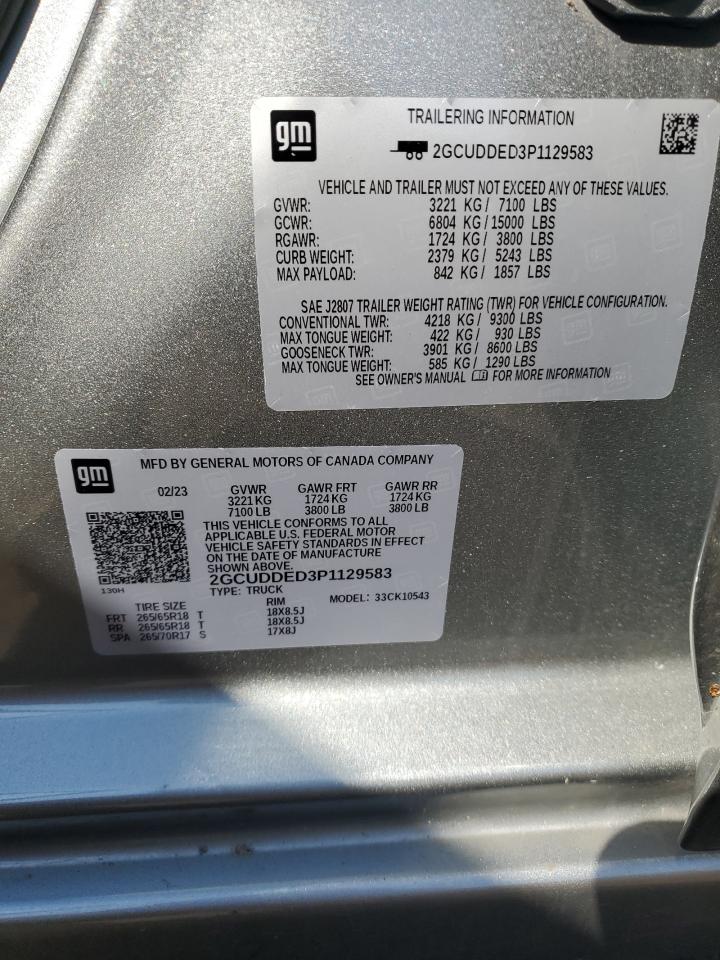 gm
TRAILERING INFORMATION
2GCUDDED3P1129583
VEHICLE AND TRAILER MUST NOT EXCEED ANY OF THESE VALUES.
GVWR: 3221 KG / 7100 LBS
GCWR: 6804 KG / 15000 LBS
RGAWR: 1724 KG / 3800 LBS
CURB WEIGHT: 2379 KG / 5243 LBS
MAX PAYLOAD: 842 KG / 1857 LBS
SAE J2807 TRAILER WEIGHT RATING (TWR) FOR VEHICLE CONFIGURATION.
CONVENTIONAL TWR: 4218 KG / 9300 LBS
MAX TONGUE WEIGHT: 422 KG / 930 LBS
GOOSENECK TWR: 3901 KG / 8600 LBS
MAX TONGUE WEIGHT: 585 KG / 1290 LBS
SEE OWNER'S MANUAL FOR MORE INFORMATION
gm
MFD BY GENERAL MOTORS OF CANADA COMPANY
02/23 GVWR GAWR FRT GAWR RR
3221 KG 1724 KG 1724 KG
7100 LB 3800 LB 3800 LB
THIS VEHICLE CONFORMS TO ALL
APPLICABLE U.S. FEDERAL MOTOR
VEHICLE SAFETY STANDARDS IN EFFECT
ON THE DATE OF MANUFACTURE
SHOWN ABOVE.
2GCUDDED3P1129583
130H
TYPE: TRUCK MODEL: 33CK10543
TIRE SIZE RIM
FRT 265/65R18 T 18X8.5J
RR 265/65R18 T 18X8.5J
SPA 265/70R17 S 17X8J